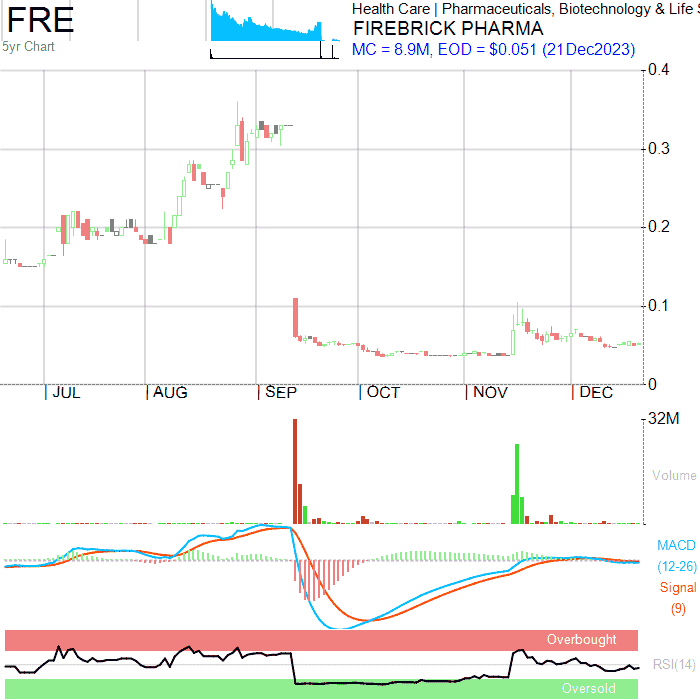 FRE
5yr Chart
Health Care | Pharmaceuticals, Biotechnology & Life S
FIREBRICK PHARMA
MC = 8.9M, EOD = $0.051 (21Dec2023)
0.4
0.3
0.2
0.1
0
JUL AUG SEP OCT NOV DEC
32M
Volume
MACD
(12-26)
Signal
(9)
Overbought
RSI(14)
Oversold